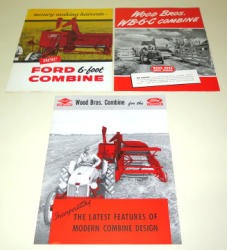 money making harvests
FORD 6-foot
COMBINE
Wood Bros.
WB-6-C COMBINE
Wood Bros. Combine for the
Incorporating
THE LATEST FEATURES OF
MODERN COMBINE DESIGN